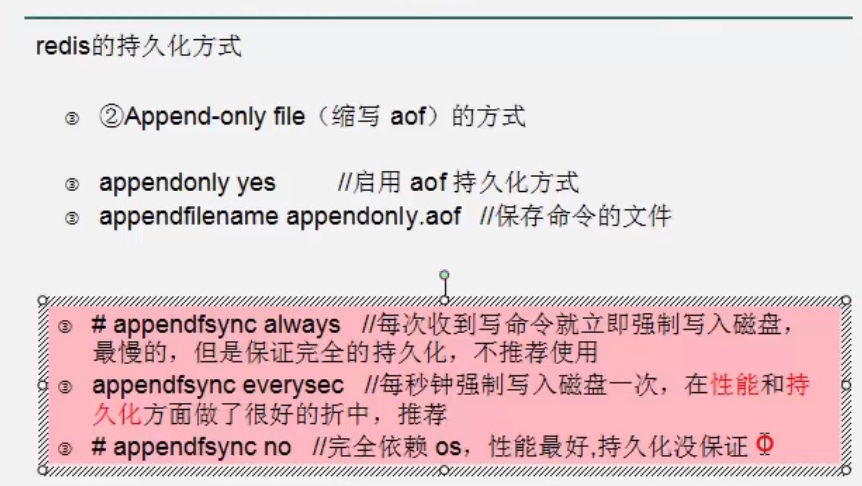 redis的持久化方式
③ ②Append-only file（缩写 aof）的方式
③ appendonly yes //启用 aof 持久化方式
③ appendfilename appendonly.aof //保存命令的文件
③ # appendfsync always //每次收到写命令就立即强制写入磁盘，
最慢的，但是保证完全的持久化，不推荐使用
③ appendfsync everysec //每秒钟强制写入磁盘一次，在性能和持
久化方面做了很好的折中，推荐
③ # appendfsync no //完全依赖 os，性能最好,持久化没保证